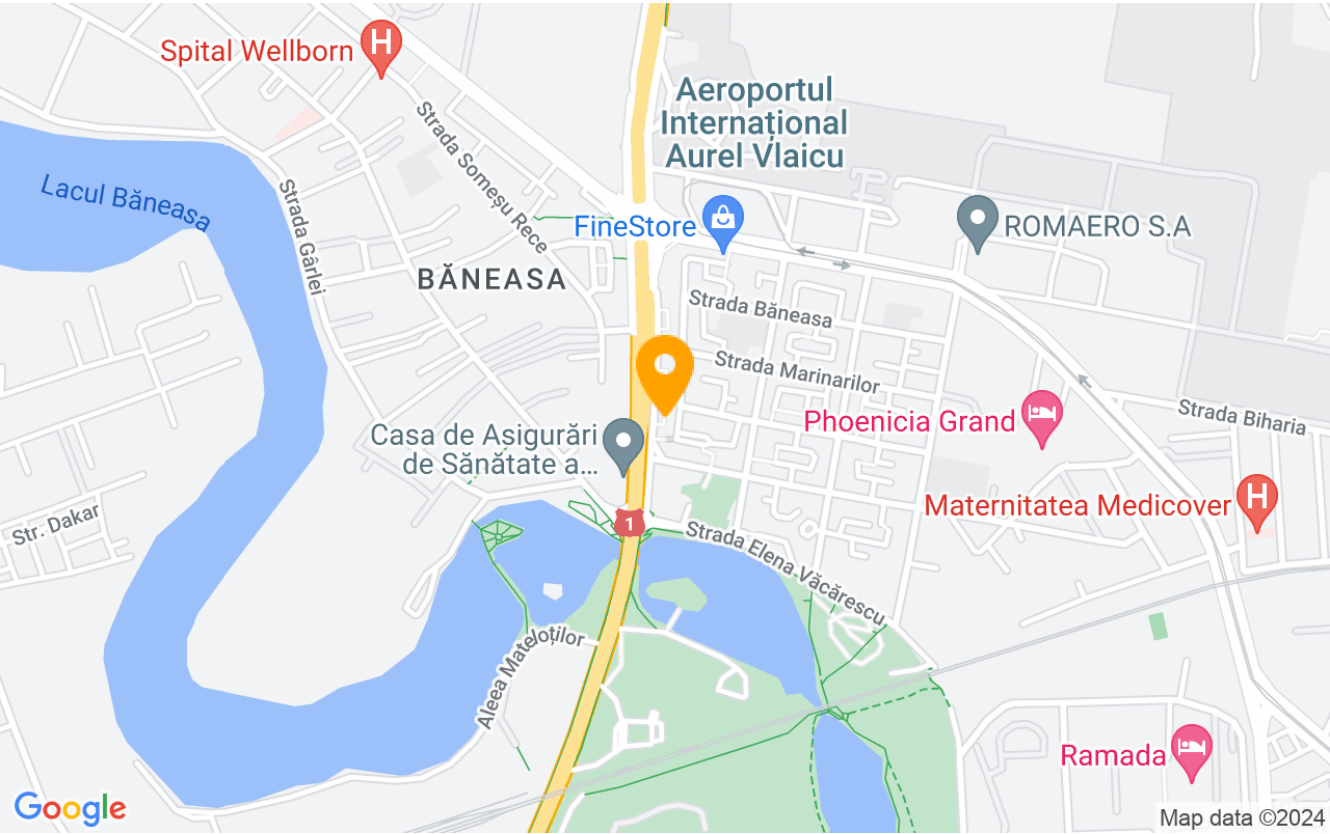 Spital Wellborn
H
Aeroportul
Internațional
Aurel Vlaicu
Strada Someșu Rece
Lacul Băneasa
Strada Gârlei
FineStore
ROMAERO S.A
BĂNEASA
Strada Băneasa
Strada Marinarilor
Phoenicia Grand
Strada Biharia
Casa de Asigurări
de Sănătate a...
Maternitatea Medicover
H
Str. Dakar
1
Strada Elena Văcărescu
Aleea Mateloților
Ramada
Google
Map data ©2024